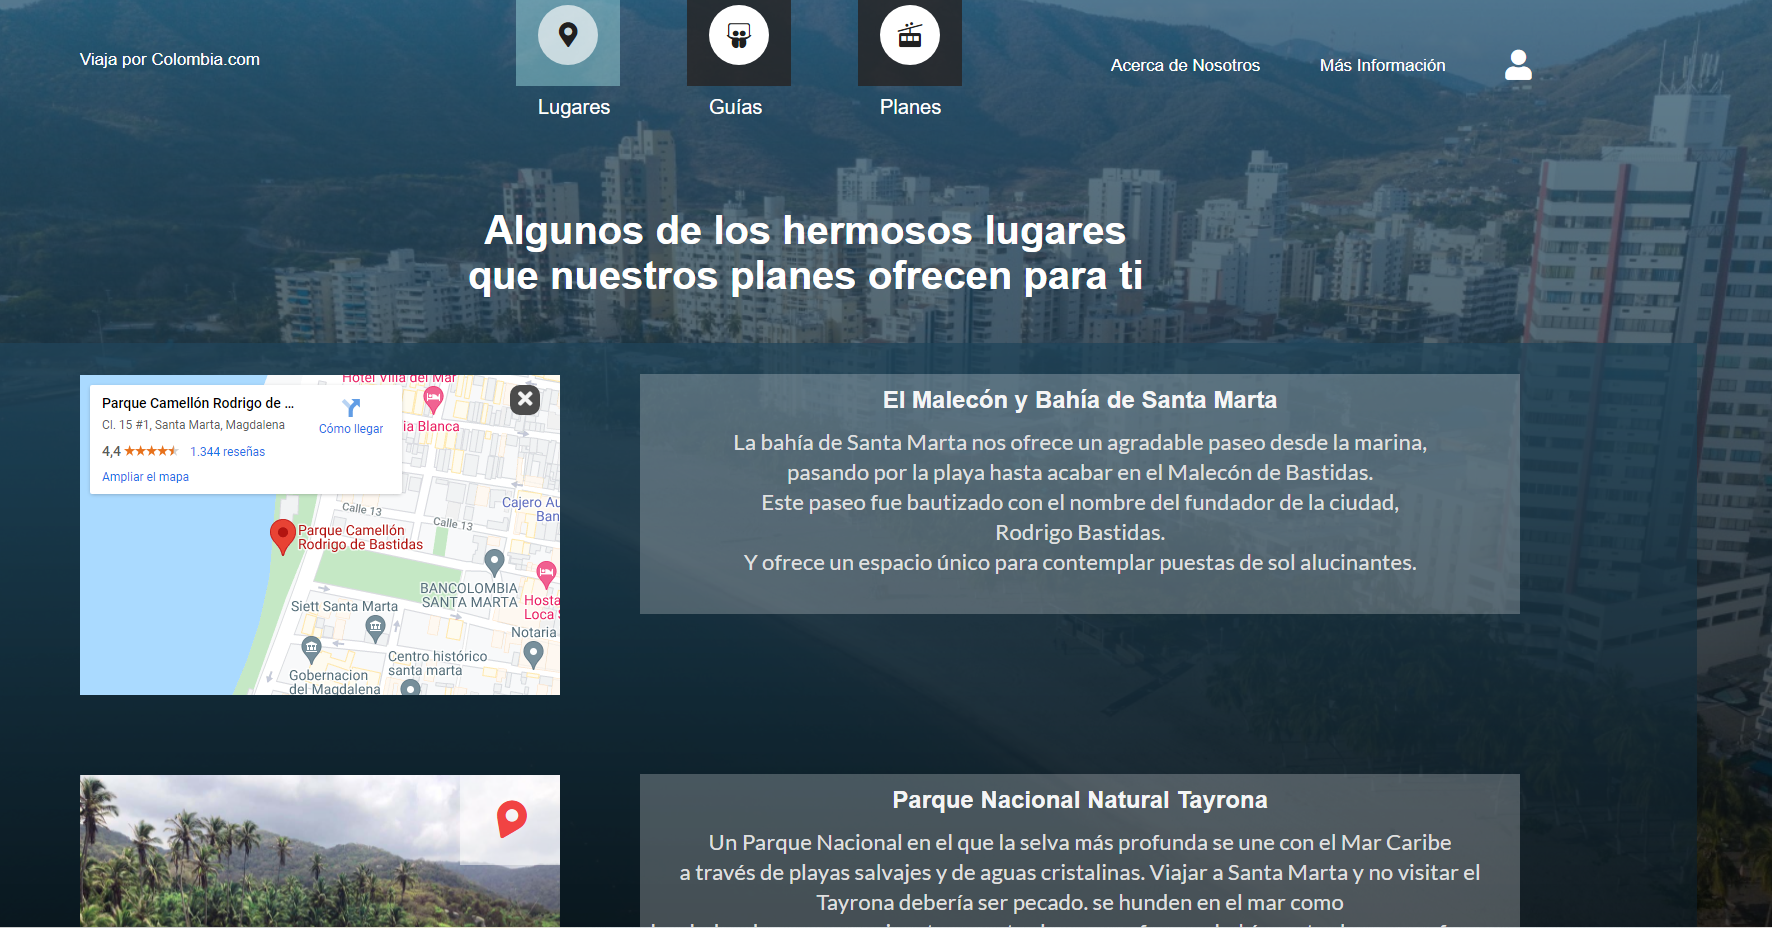 Viaja por Colombia.com
Lugares
Guías
Planes
Acerca de Nosotros
Más Información
Algunos de los hermosos lugares
que nuestros planes ofrecen para ti
Hotel Villa del Mar
Parque Camellón Rodrigo de ...
Cl. 15 #1, Santa Marta, Magdalena
Cómo llegar
4,4
1.344 reseñas
Ampliar el mapa
ia Blanca
Cajero Au
Ban
Calle 13
Calle 13
Parque Camellón
Rodrigo de Bastidas
BANCOLOMBIA
SANTA MARTA
Hosta
Loca
Siett Santa Marta
Notaria
Centro histórico
santa marta
Gobernacion
del Magdalena
El Malecón y Bahía de Santa Marta
La bahía de Santa Marta nos ofrece un agradable paseo desde la marina,
pasando por la playa hasta acabar en el Malecón de Bastidas.
Este paseo fue bautizado con el nombre del fundador de la ciudad,
Rodrigo Bastidas.
Y ofrece un espacio único para contemplar puestas de sol alucinantes.
Parque Nacional Natural Tayrona
Un Parque Nacional en el que la selva más profunda se une con el Mar Caribe
a través de playas salvajes y de aguas cristalinas. Viajar a Santa Marta y no visitar el
Tayrona debería ser pecado. se hunden en el mar como